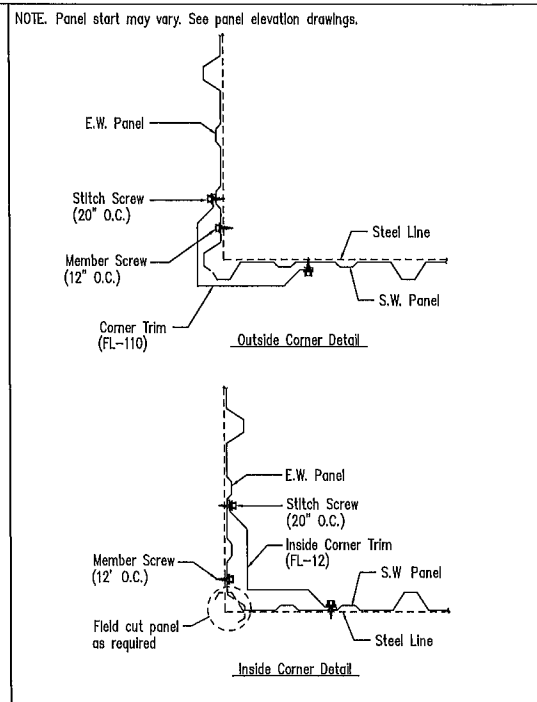 NOTE. Panel start may vary. See panel elevation drawings.
E.W. Panel
Stitch Screw
(20" O.C.)
Steel Line
Member Screw
(12" O.C.)
S.W. Panel
Corner Trim
(FL-110)
Outside Corner Detail
E.W. Panel
Stitch Screw
(20" O.C.)
Inside Corner Trim
(FL-12)
Member Screw
(12' O.C.)
S.W Panel
Field cut panel
as required
Steel Line
Inside Corner Detail